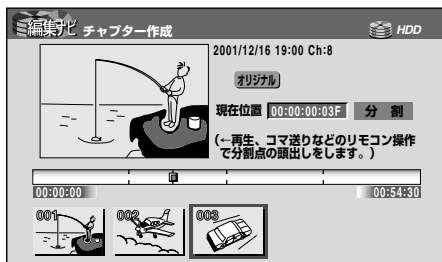 編集ナビ チャプター作成
HDD
2001/12/16 19:00 Ch:8
オリジナル
現在位置 00:00:00:03F 分割
(←再生、コマ送りなどのリモコン操作
で分割点の頭出しをします。)
00:00:00
00:54:30
001
002
003